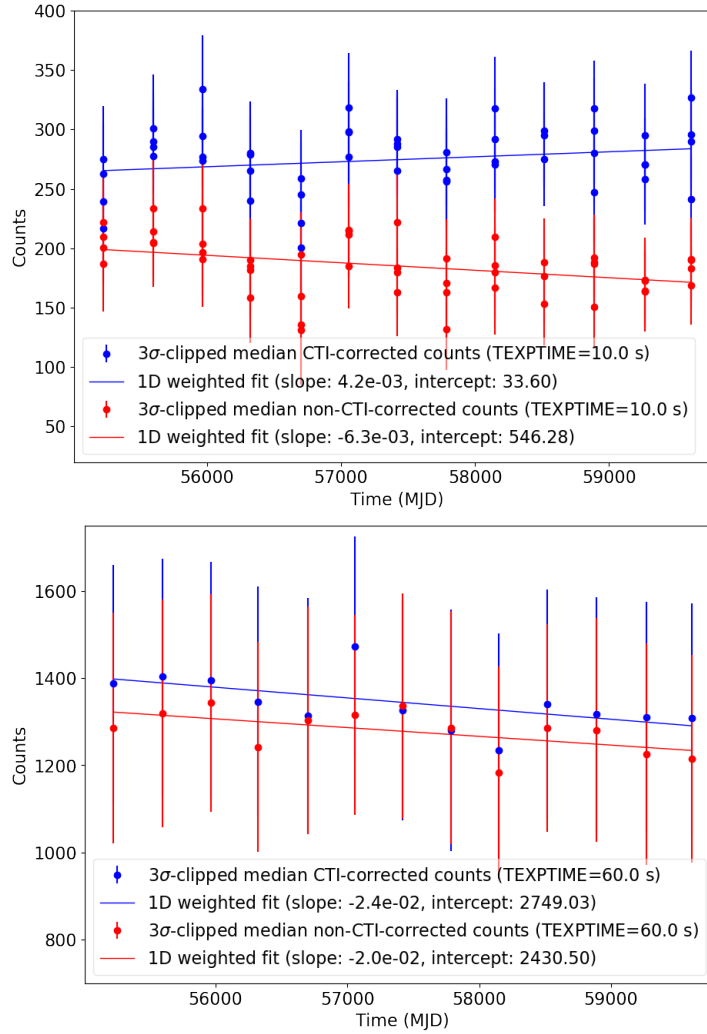 400
350
300
250
200
150
100
50
Counts
3σ-clipped median CTI-corrected counts (TEXPTIME=10.0 s)
1D weighted fit (slope: 4.2e-03, intercept: 33.60)
3σ-clipped median non-CTI-corrected counts (TEXPTIME=10.0 s)
1D weighted fit (slope: -6.3e-03, intercept: 546.28)
56000 57000 58000 59000
Time (MJD)
1600
1400
1200
1000
800
Counts
3σ-clipped median CTI-corrected counts (TEXPTIME=60.0 s)
1D weighted fit (slope: -2.4e-02, intercept: 2749.03)
3σ-clipped median non-CTI-corrected counts (TEXPTIME=60.0 s)
1D weighted fit (slope: -2.0e-02, intercept: 2430.50)
56000 57000 58000 59000
Time (MJD)